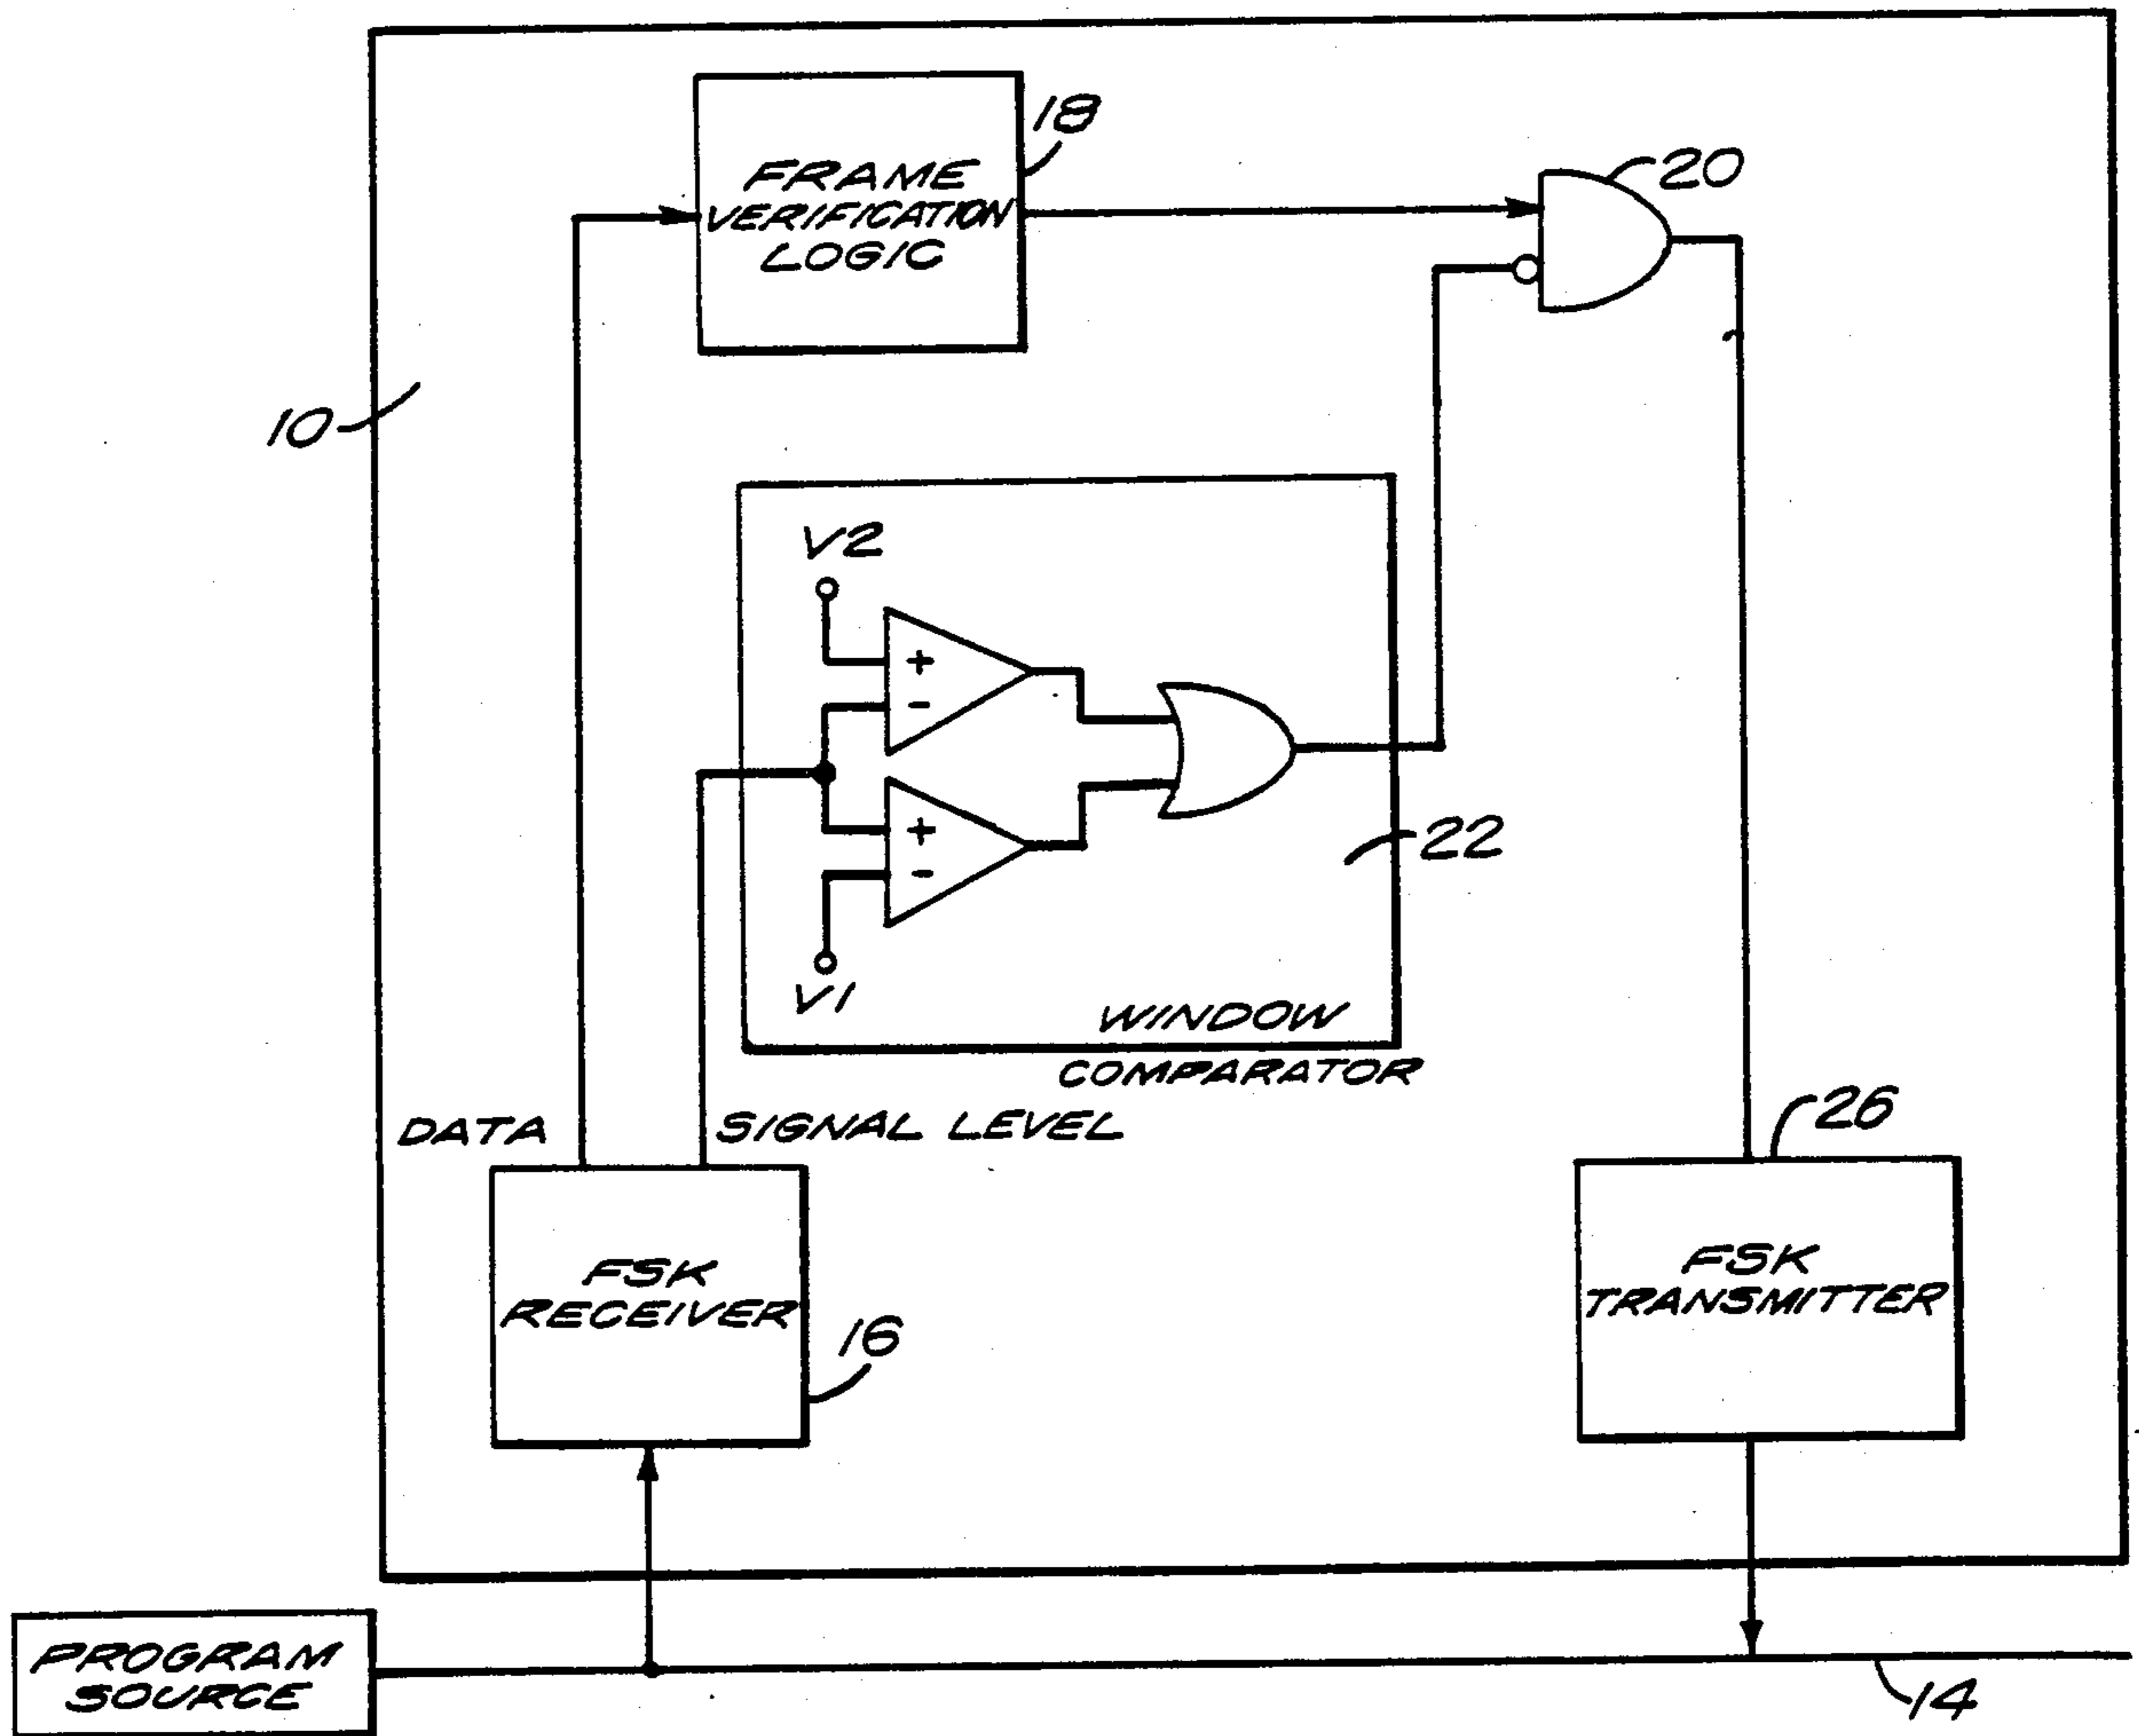 18
FRAME
VERIFICATION
LOGIC
20
10
V2
+
-
+
-
22
V1
WINDOW
COMPARATOR
DATA
SIGNAL LEVEL
26
FSK
RECEIVER
16
FSK
TRANSMITTER
PROGRAM
SOURCE
14